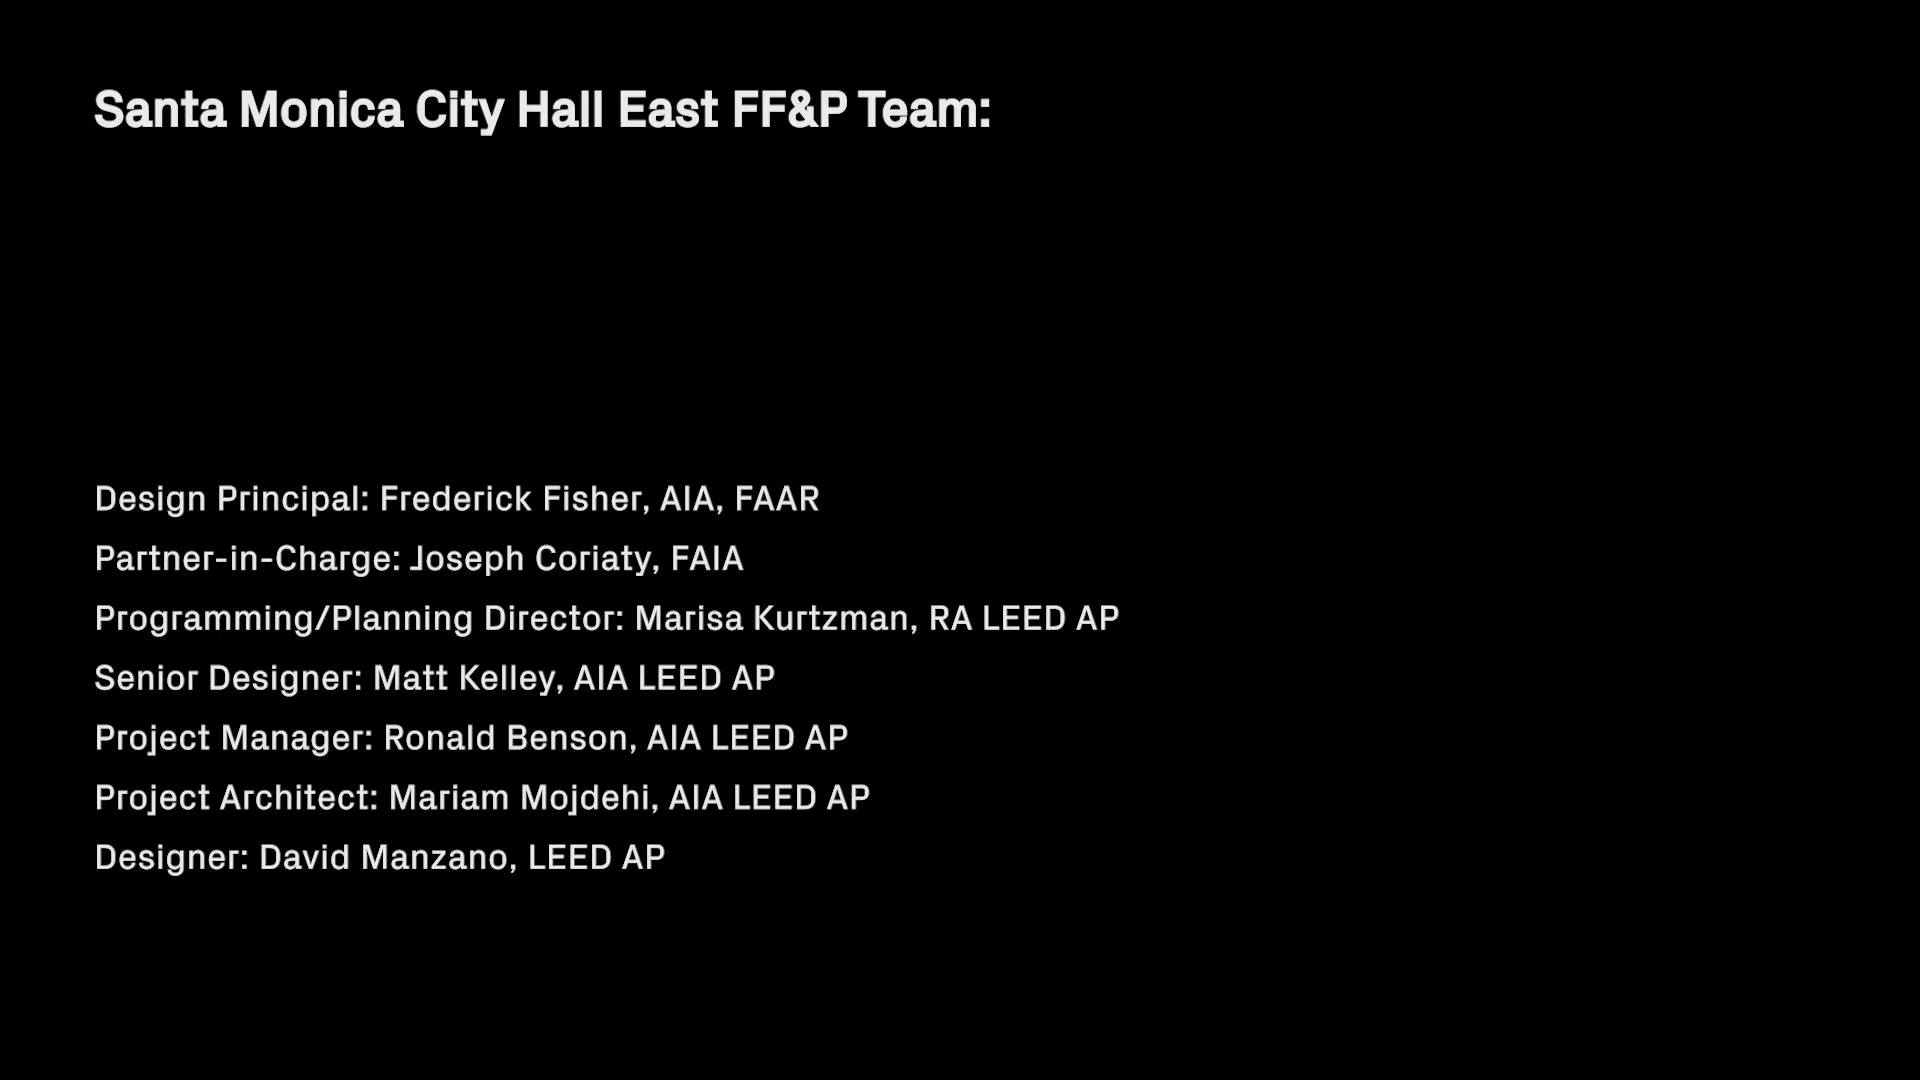 Santa Monica City Hall East FF&P Team:
Design Principal: Frederick Fisher, AIA, FAAR
Partner-in-Charge: Joseph Coriaty, FAIA
Programming/Planning Director: Marisa Kurtzman, RA LEED AP
Senior Designer: Matt Kelley, AIA LEED AP
Project Manager: Ronald Benson, AIA LEED AP
Project Architect: Mariam Mojdehi, AIA LEED AP
Designer: David Manzano, LEED AP